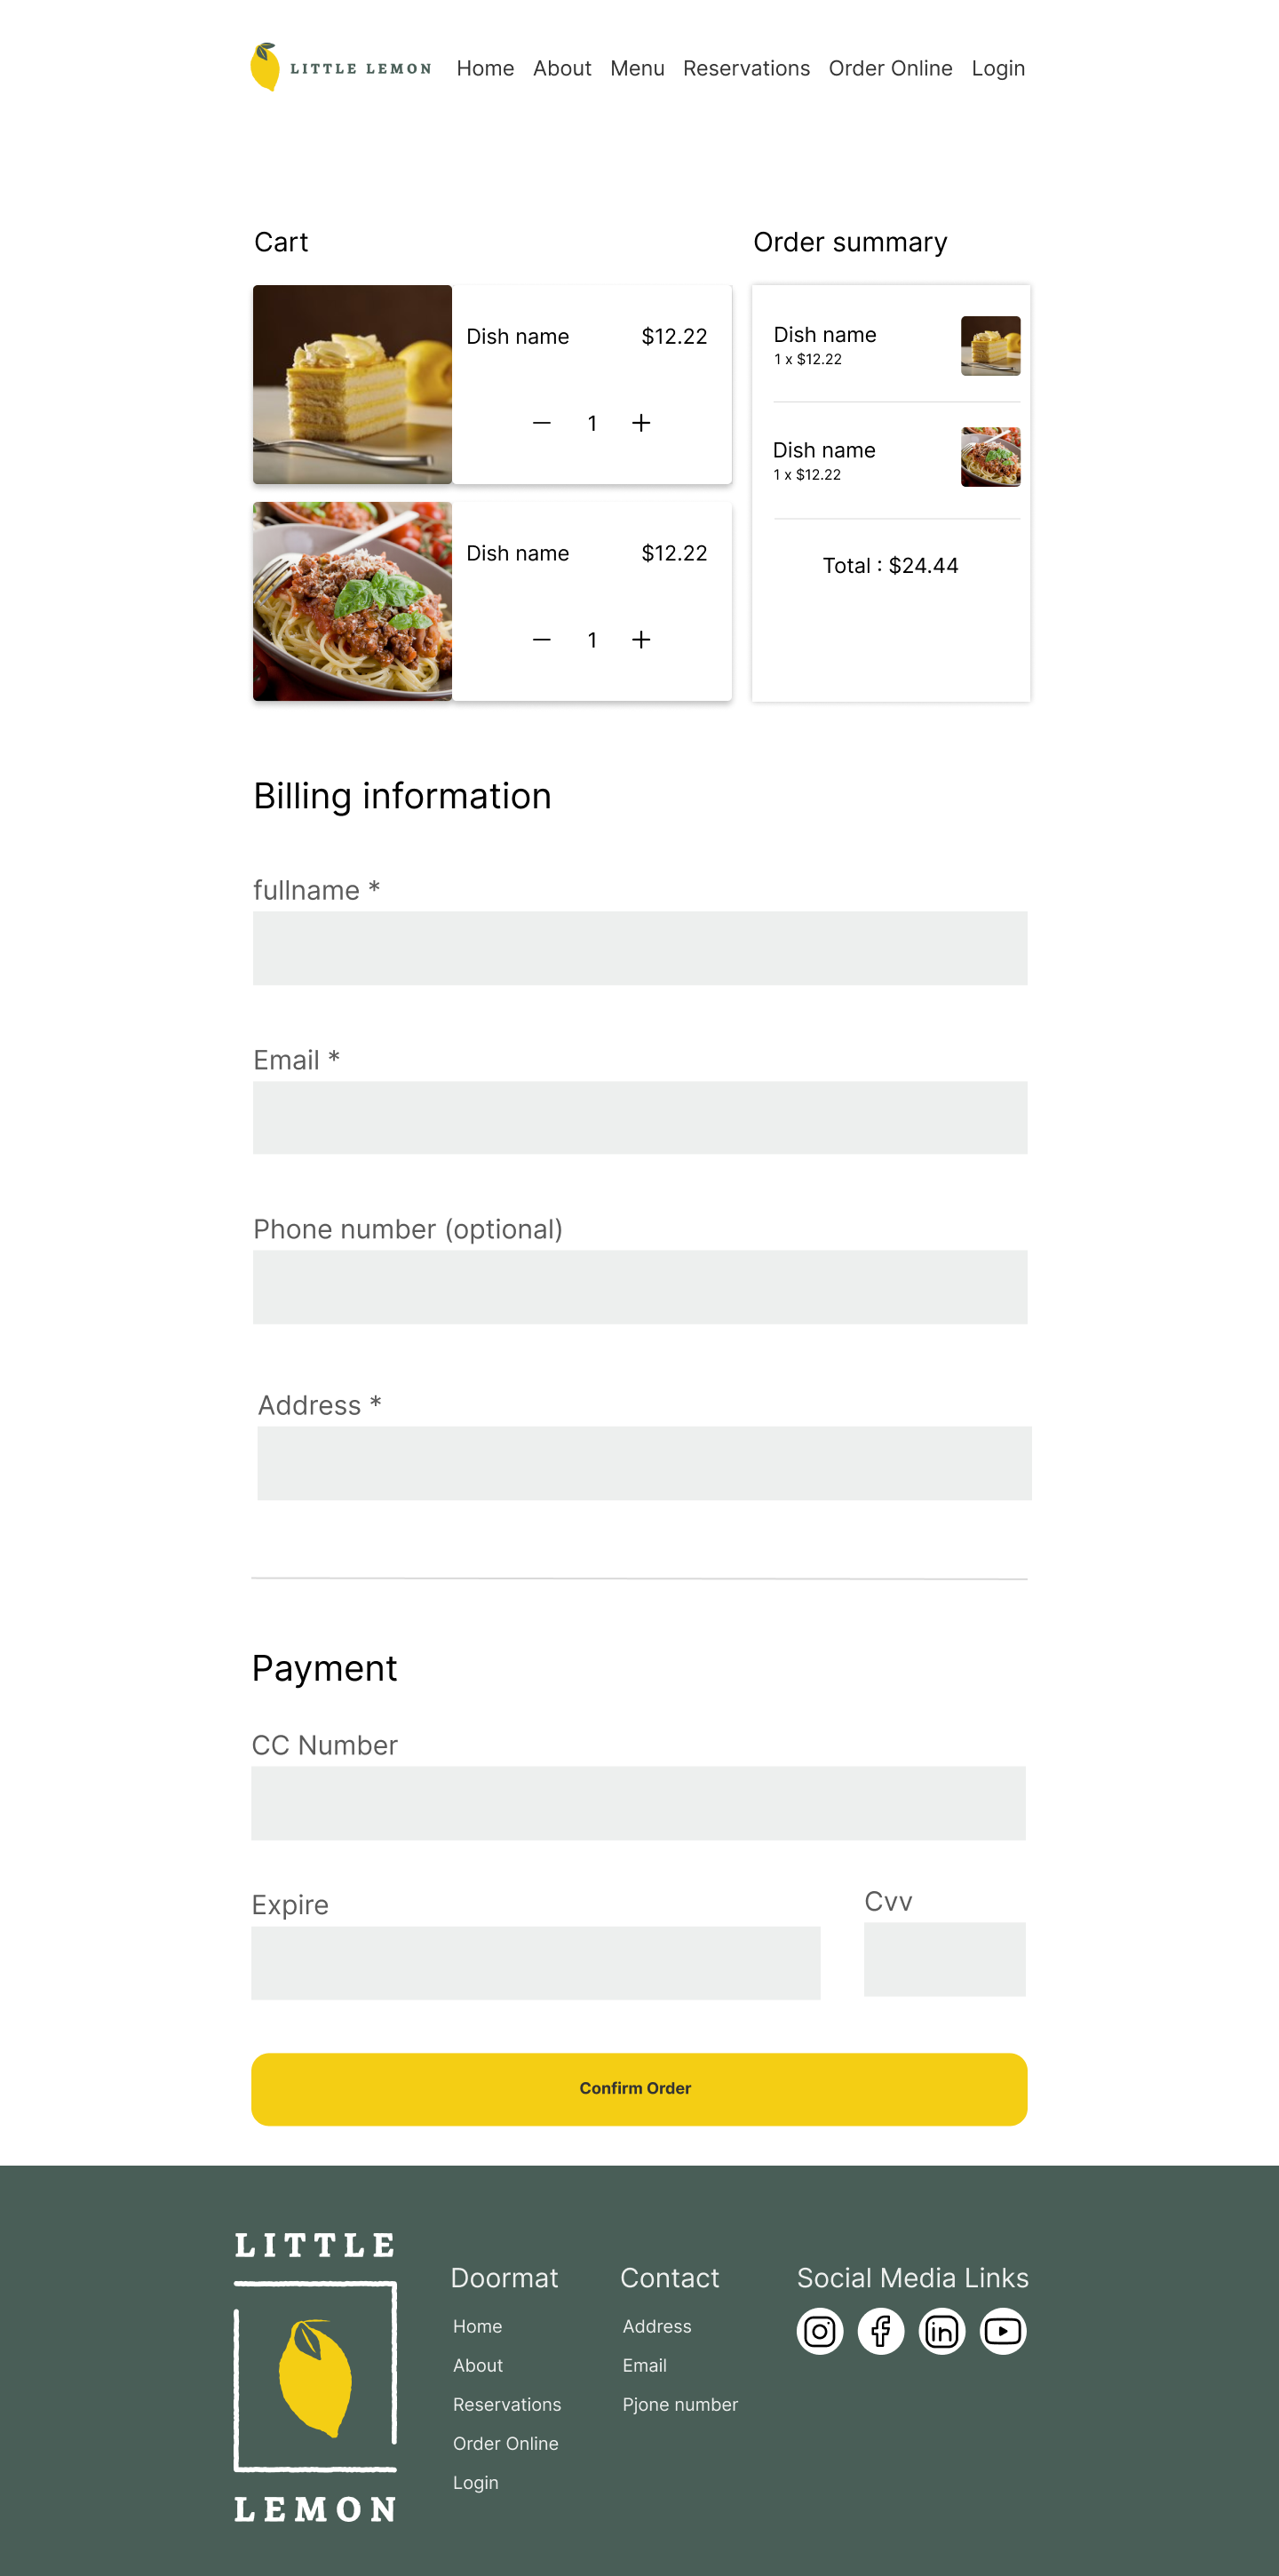 LITTLE LEMON
Home About Menu Reservations Order Online Login
Cart
Dish name $12.22
1
Dish name $12.22
1
Order summary
Dish name
1 x $12.22
Dish name
1 x $12.22
Total : $24.44
Billing information
fullname *
Email *
Phone number (optional)
Address *
Payment
CC Number
Expire
Cvv
Confirm Order
LITTLE
LEMON
Doormat
Home
About
Reservations
Order Online
Login
Contact
Address
Email
Pjone number
Social Media Links
in